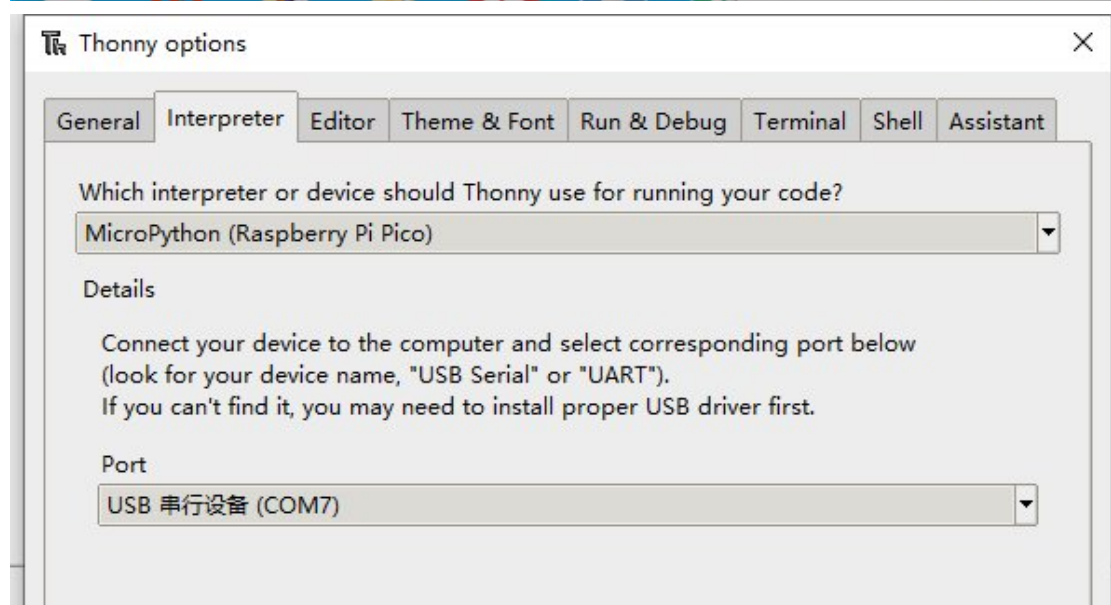 Thonny options
General Interpreter Editor Theme & Font Run & Debug Terminal Shell Assistant
Which interpreter or device should Thonny use for running your code?
MicroPython (Raspberry Pi Pico)
Details
Connect your device to the computer and select corresponding port below
(look for your device name, "USB Serial" or "UART").
If you can't find it, you may need to install proper USB driver first.
Port
USB 串行设备 (COM7)